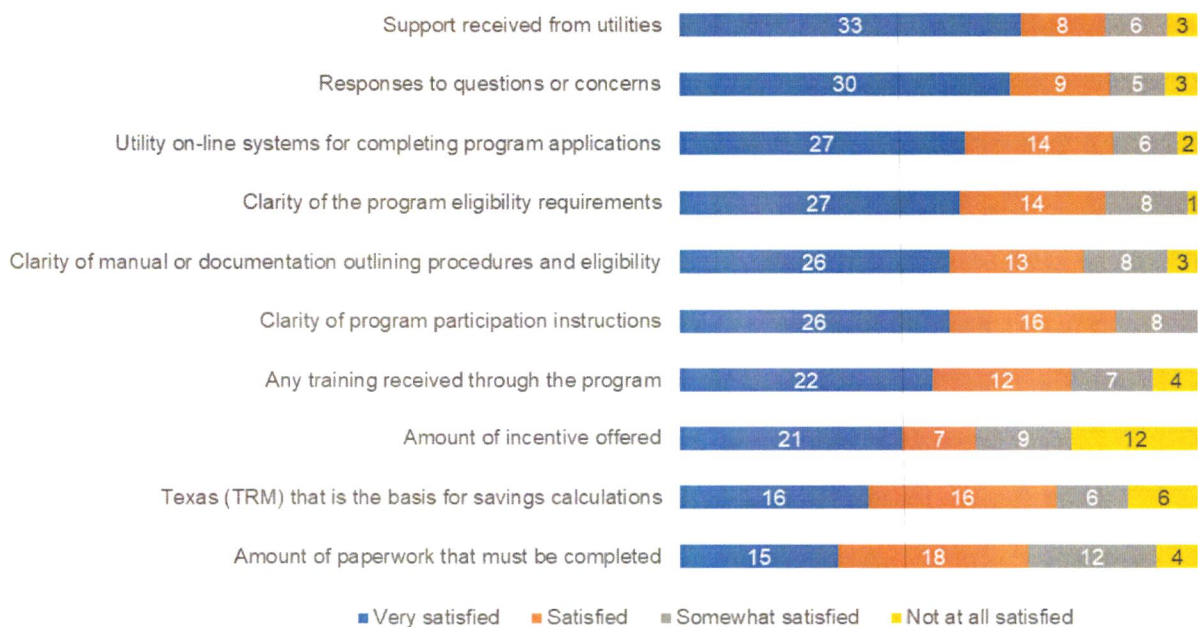 Support received from utilities 33 8 6 3
Responses to questions or concerns 30 9 5 3
Utility on-line systems for completing program applications 27 14 6 2
Clarity of the program eligibility requirements 27 14 8 1
Clarity of manual or documentation outlining procedures and eligibility 26 13 8 3
Clarity of program participation instructions 26 16 8
Any training received through the program 22 12 7 4
Amount of incentive offered 21 7 9 12
Texas (TRM) that is the basis for savings calculations 16 16 6 6
Amount of paperwork that must be completed 15 18 12 4
Very satisfied Satisfied Somewhat satisfied Not at all satisfied